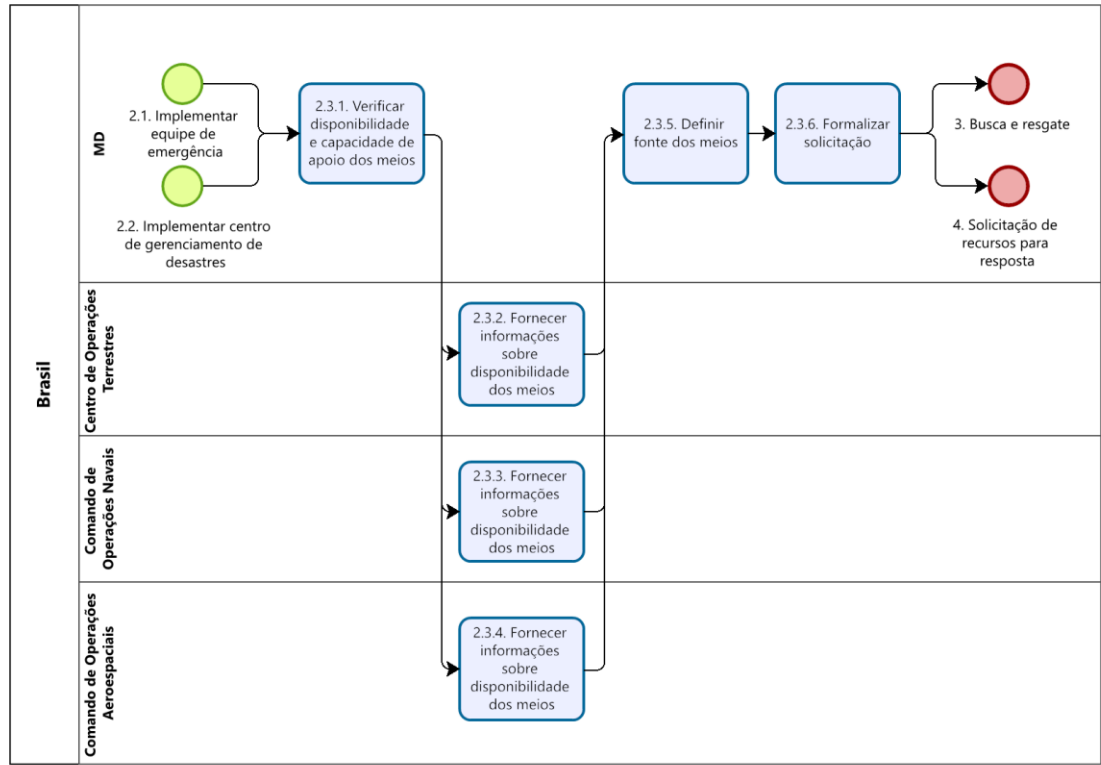 Brasil
MD
2.1. Implementar
equipe de
emergência
2.2. Implementar centro
de gerenciamento de
desastres
2.3.1. Verificar
disponibilidade
e capacidade de
apoio dos meios
2.3.5. Definir
fonte dos meios
2.3.6. Formalizar
solicitação
3. Busca e resgate
4. Solicitação de
recursos para
resposta
Centro de Operações
Terrestres
2.3.2. Fornecer
informações
sobre
disponibilidade
dos meios
Comando de
Operações Navais
2.3.3. Fornecer
informações
sobre
disponibilidade
dos meios
Comando de Operações
Aeroespaciais
2.3.4. Fornecer
informações
sobre
disponibilidade
dos meios